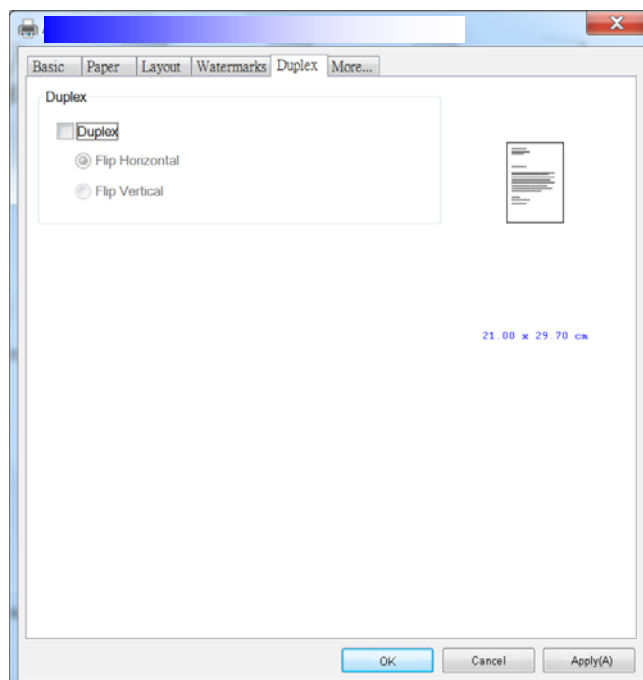 Basic Paper Layout Watermarks Duplex More...
Duplex
Duplex
Flip Horizontal
Flip Vertical
21.00 x 29.70 cm
OK Cancel Apply(A)